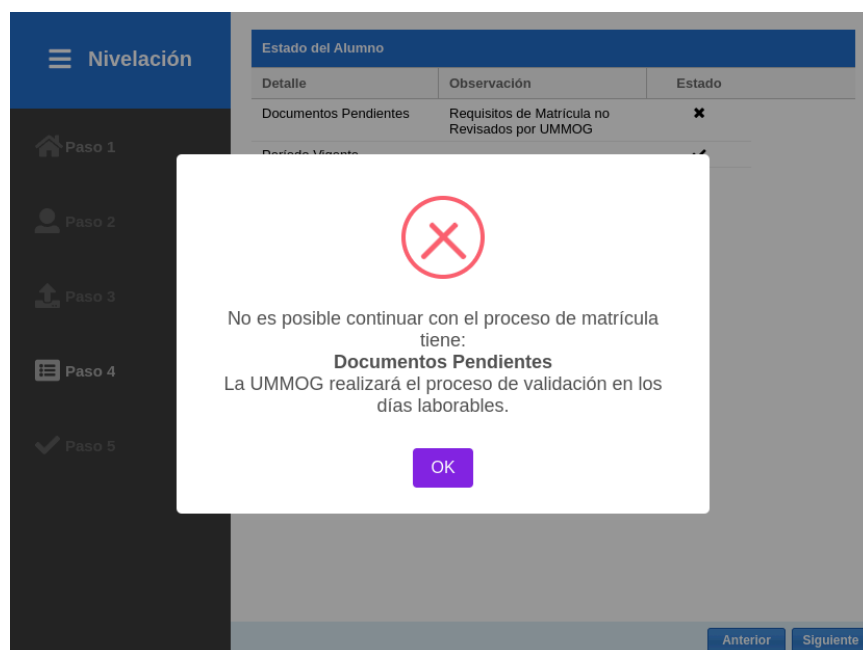 Nivelación
Estado del Alumno
Detalle Observación Estado
Documentos Pendientes Requisitos de Matrícula no
Revisados por UMMOG
Período Vigente
Paso 1
Paso 2
Paso 3
Paso 4
Paso 5
No es posible continuar con el proceso de matrícula
tiene:
Documentos Pendientes
La UMMOG realizará el proceso de validación en los
días laborables.
OK
Anterior Siguiente